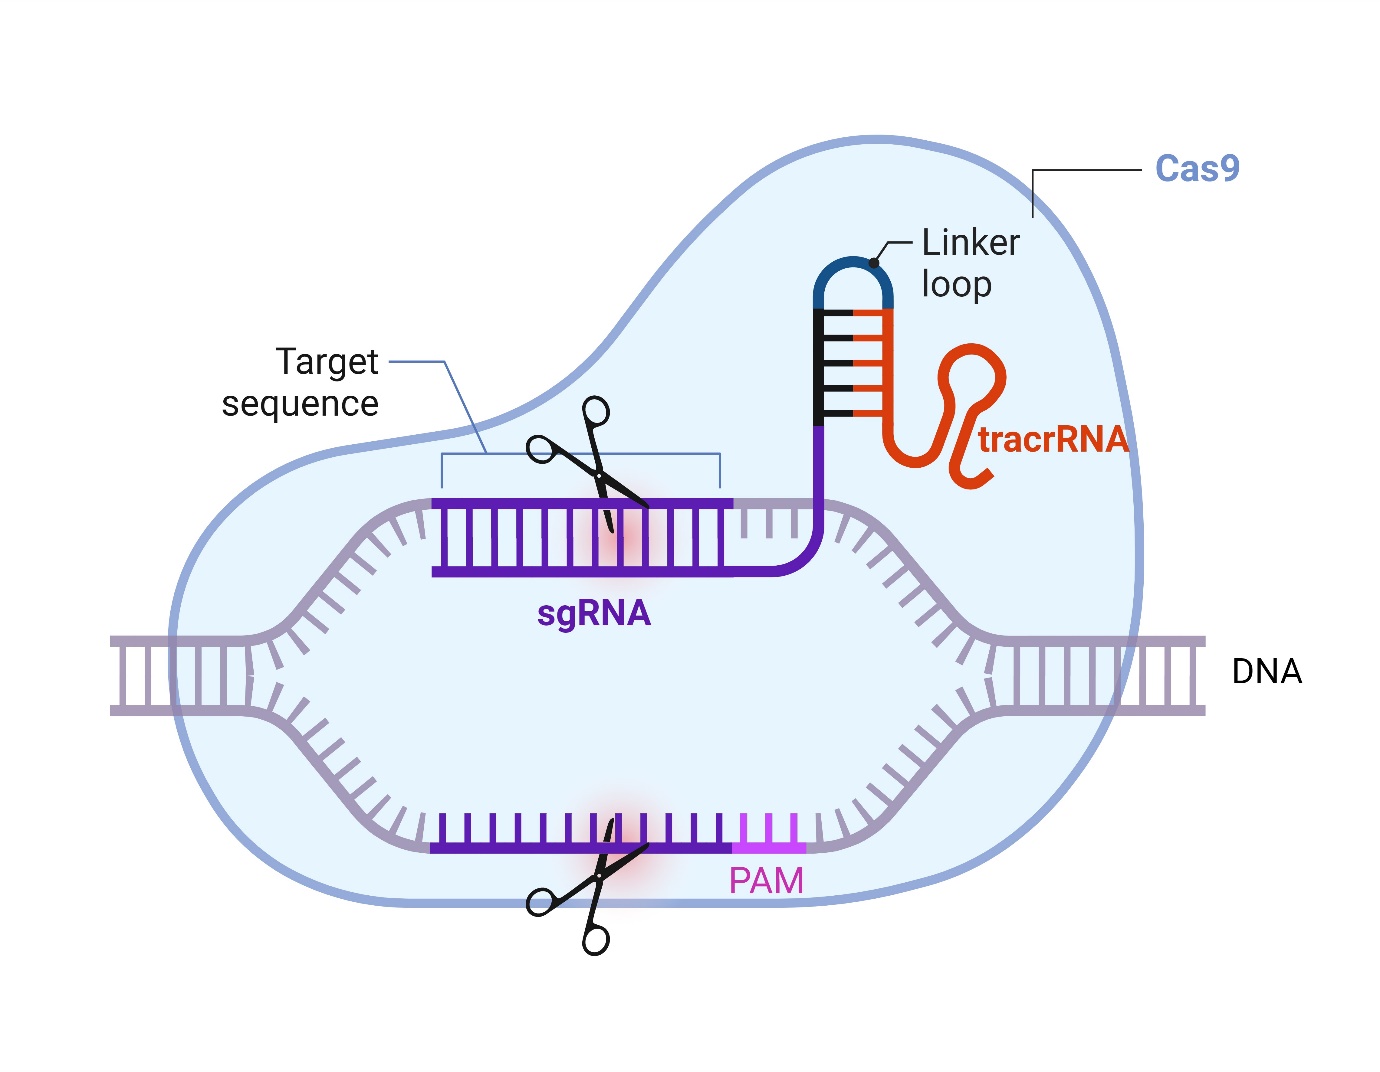 Cas9
Linker
loop
Target
sequence
tracrRNA
sgRNA
DNA
PAM